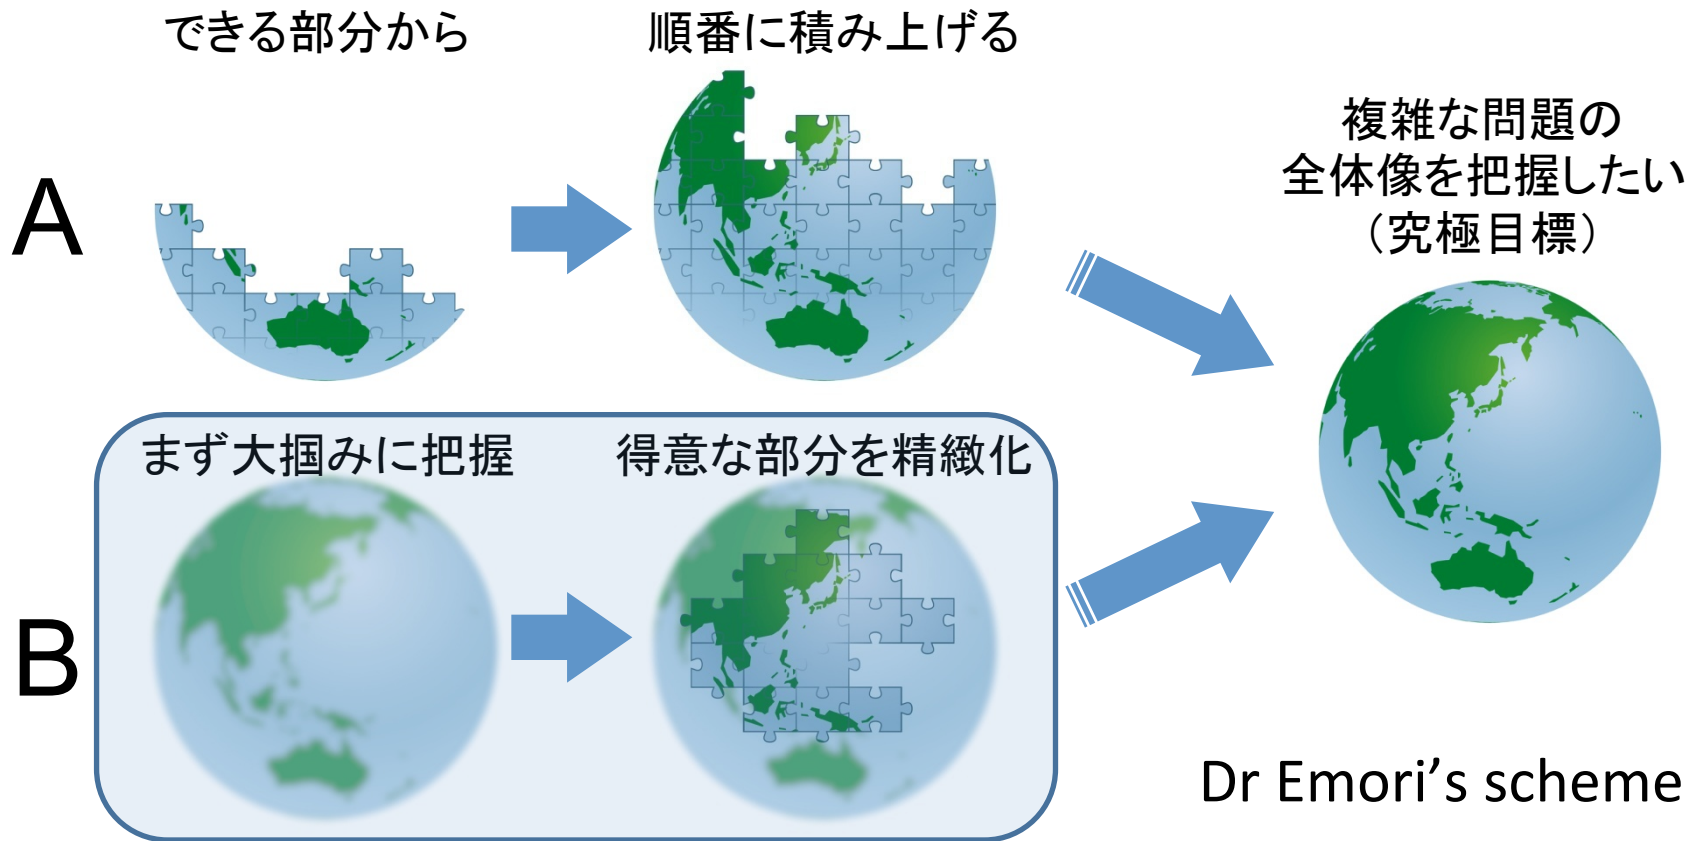 できる部分から
順番に積み上げる
A
複雑な問題の
全体像を把握したい
（究極目標）
まず大掴みに把握
得意な部分を精緻化
B
Dr Emori’s scheme